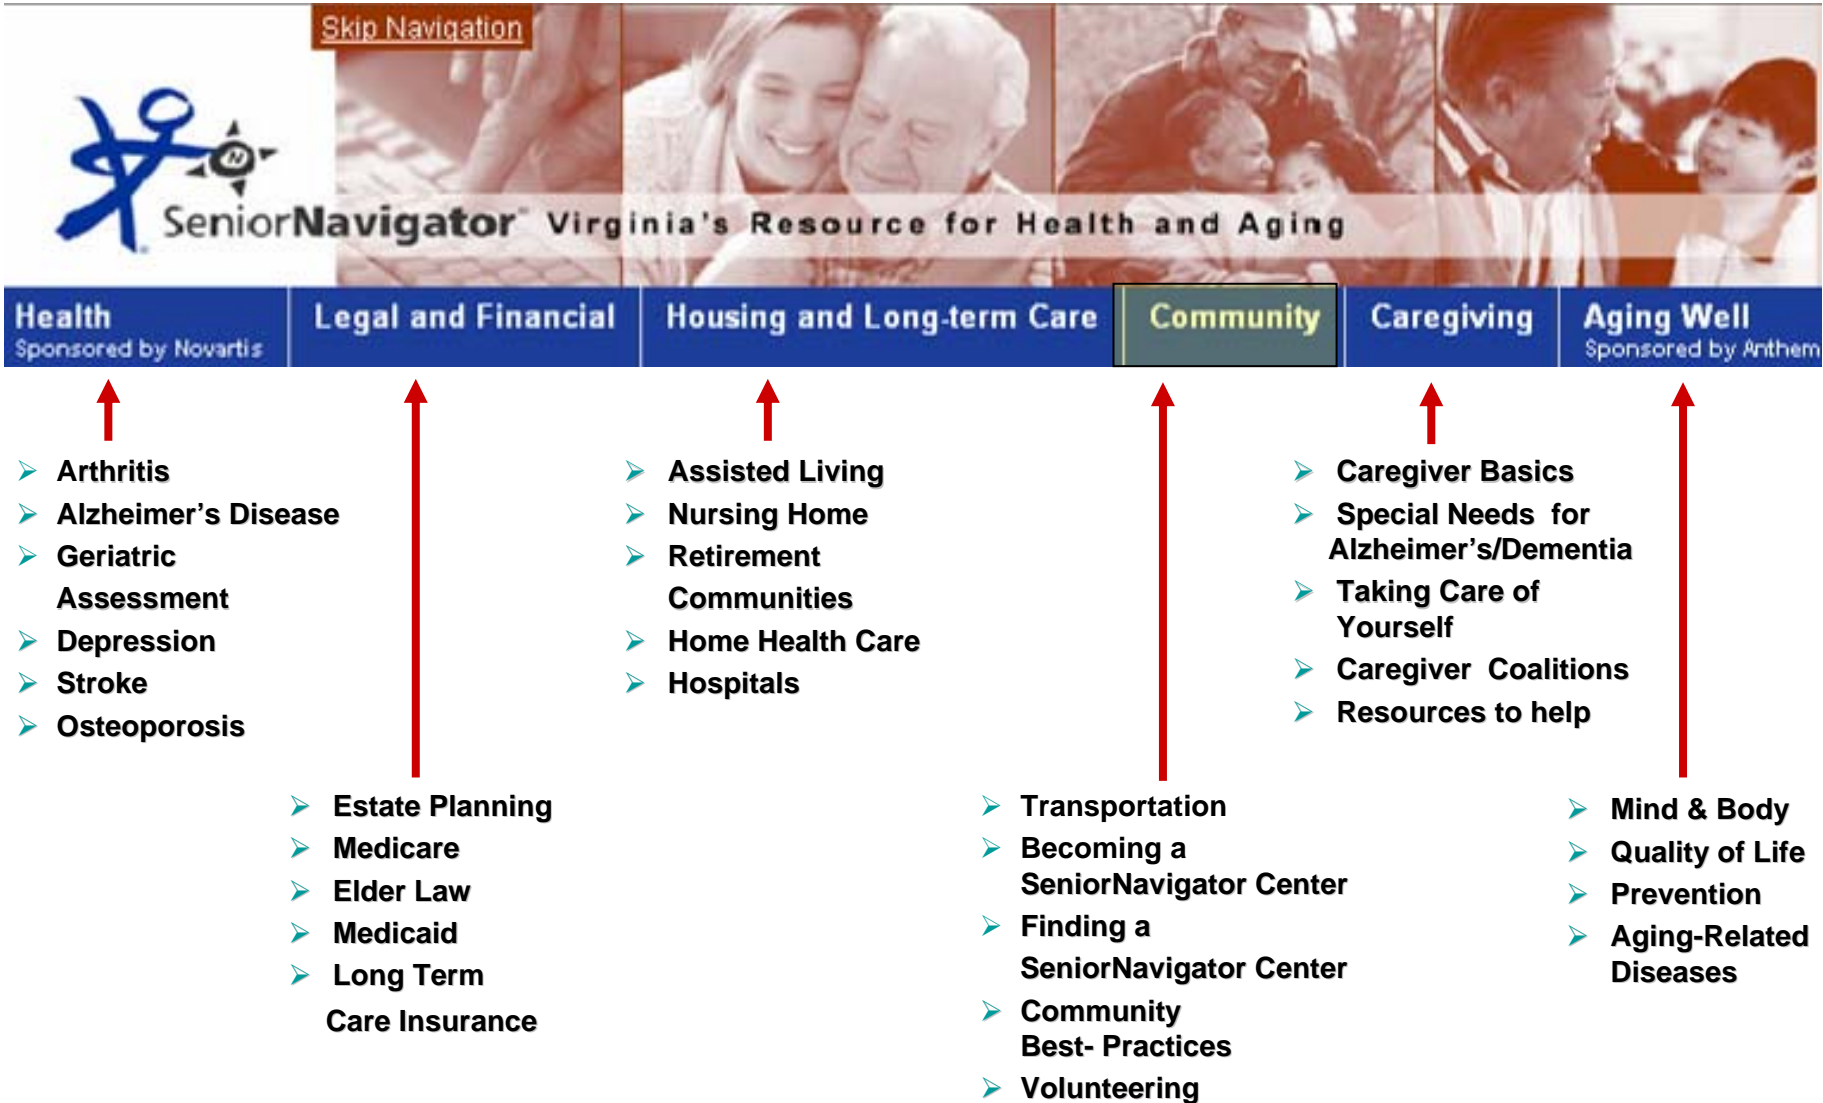 Skip Navigation
SeniorNavigator™ Virginia's Resource for Health and Aging
Health
Sponsored by Novartis
Legal and Financial
Housing and Long-term Care
Community
Caregiving
Aging Well
Sponsored by Anthem
➢ Arthritis
➢ Alzheimer’s Disease
➢ Geriatric
Assessment
➢ Depression
➢ Stroke
➢ Osteoporosis
➢ Estate Planning
➢ Medicare
➢ Elder Law
➢ Medicaid
➢ Long Term
Care Insurance
➢ Assisted Living
➢ Nursing Home
➢ Retirement
Communities
➢ Home Health Care
➢ Hospitals
➢ Transportation
➢ Becoming a
SeniorNavigator Center
➢ Finding a
SeniorNavigator Center
➢ Community
Best- Practices
➢ Volunteering
➢ Caregiver Basics
➢ Special Needs for
Alzheimer’s/Dementia
➢ Taking Care of
Yourself
➢ Caregiver Coalitions
➢ Resources to help
➢ Mind & Body
➢ Quality of Life
➢ Prevention
➢ Aging-Related
Diseases
N